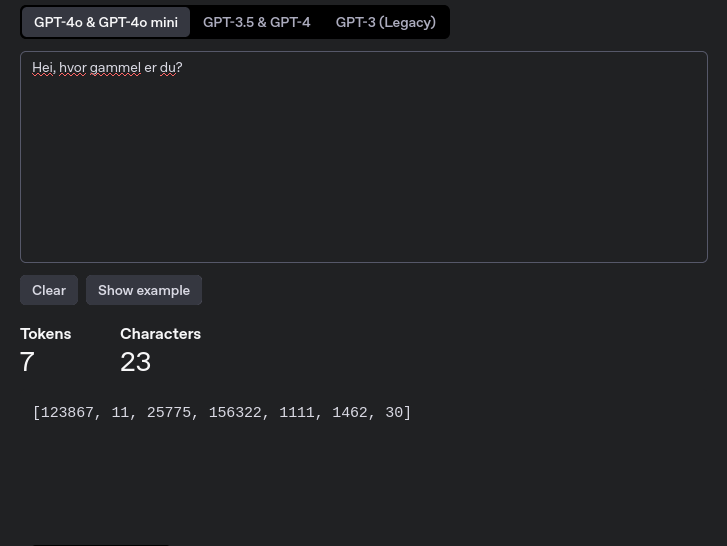 GPT-4o & GPT-4o mini GPT-3.5 & GPT-4 GPT-3 (Legacy)
Hei, hvor gammel er du?
Clear Show example
Tokens Characters
7 23
[123867, 11, 25775, 156322, 1111, 1462, 30]